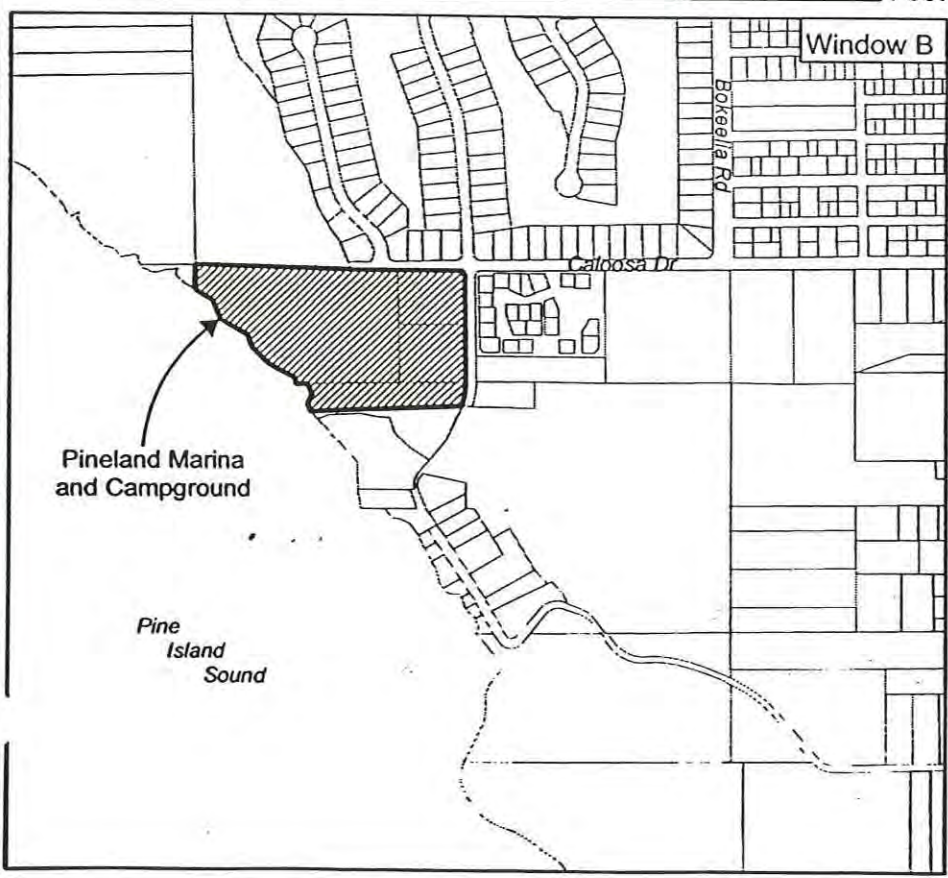 Window B
Bokeelia Rd
Caloosa Dr
Pineland Marina
and Campground
Pine
Island
Sound